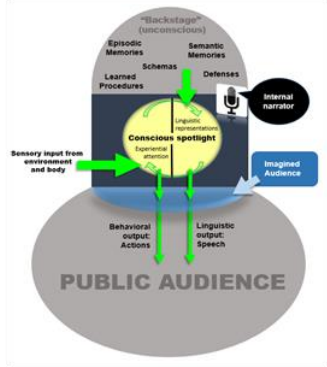 "Backstage"
(unconscious)
Episodic
Memories
Semantic
Memories
Schemas
Learned
Procedures
Defenses
Internal
narrator
Linguistic
representations
Conscious spotlight
Experiential
attention
Sensory input from
environment
and body
Imagined
Audience
Behavioral
output:
Actions
Linguistic
output:
Speech
PUBLIC AUDIENCE